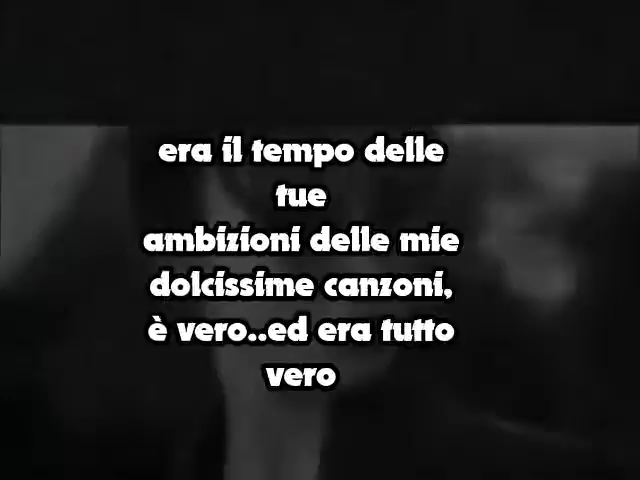 era il tempo delle
tue
ambizioni delle mie
dolcissime canzoni,
è vero..ed era tutto
vero